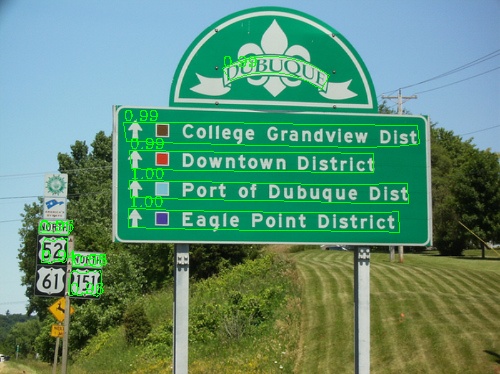 DUBUQUE
College Grandview Dist
Downtown District
Port of Dubuque Dist
Eagle Point District
NORTH
52
NORTH
61
151